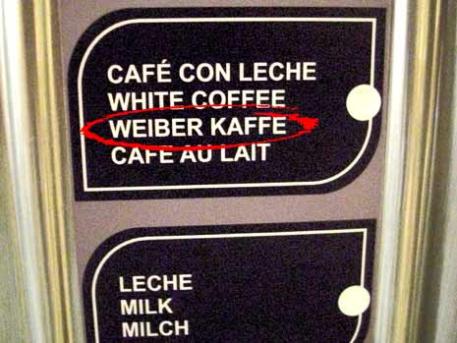 CAFÉ CON LECHE
WHITE COFFEE
WEIBER KAFFE
CAFE AU LAIT
LECHE
MILK
MILCH